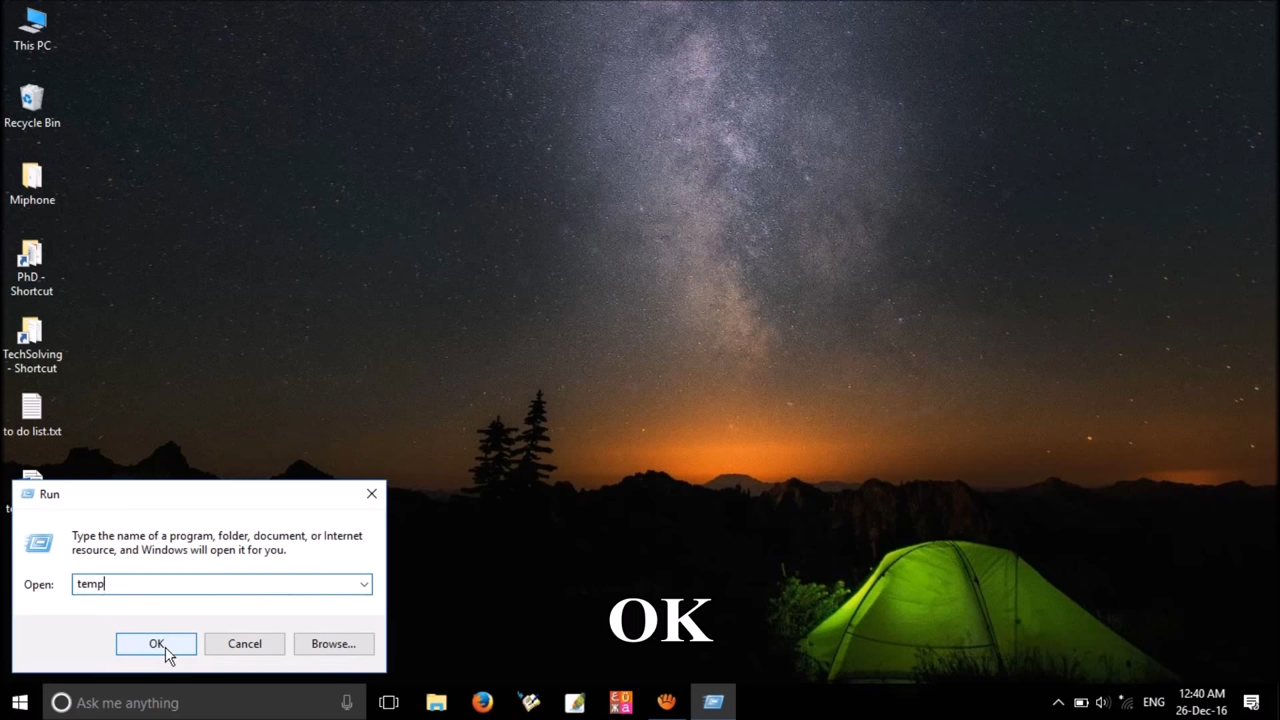 This PC
Recycle Bin
Miphone
PhD -
Shortcut
TechSolving
- Shortcut
to do list.txt
Run
Type the name of a program, folder, document, or Internet
resource, and Windows will open it for you.
Open: temp
OK Cancel Browse...
OK
Ask me anything
ENG
12:40 AM
26-Dec-16